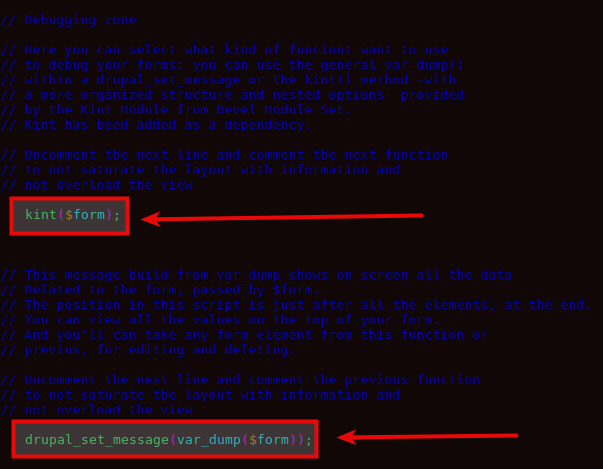 // Debugging zone
// Here you can select what kind of funciont want to use
// to debug your forms: you can use the general var_dump()
// within a drupal_set_message or the kint() method -with
// a more organized structure and nested options- provided
// by the Kint Module from Devel Module Set.
// Kint has beed added as a dependency.
// Uncomment the next line and comment the next function
// to not saturate the layout with information and
// not overload the view
kint($form);
// This message build from var_dump shows on screen all the data
// Related to the form, passed by $form.
// The position in this script is just after all the elements, at the end.
// You can view all the values on the top of your form.
// And you'll can take any form element from this function or
// previus, for editing and deleting.
// Uncomment the next line and comment the previous function
// to not saturate the layout with information and
// not overload the view
drupal_set_message(var_dump($form));